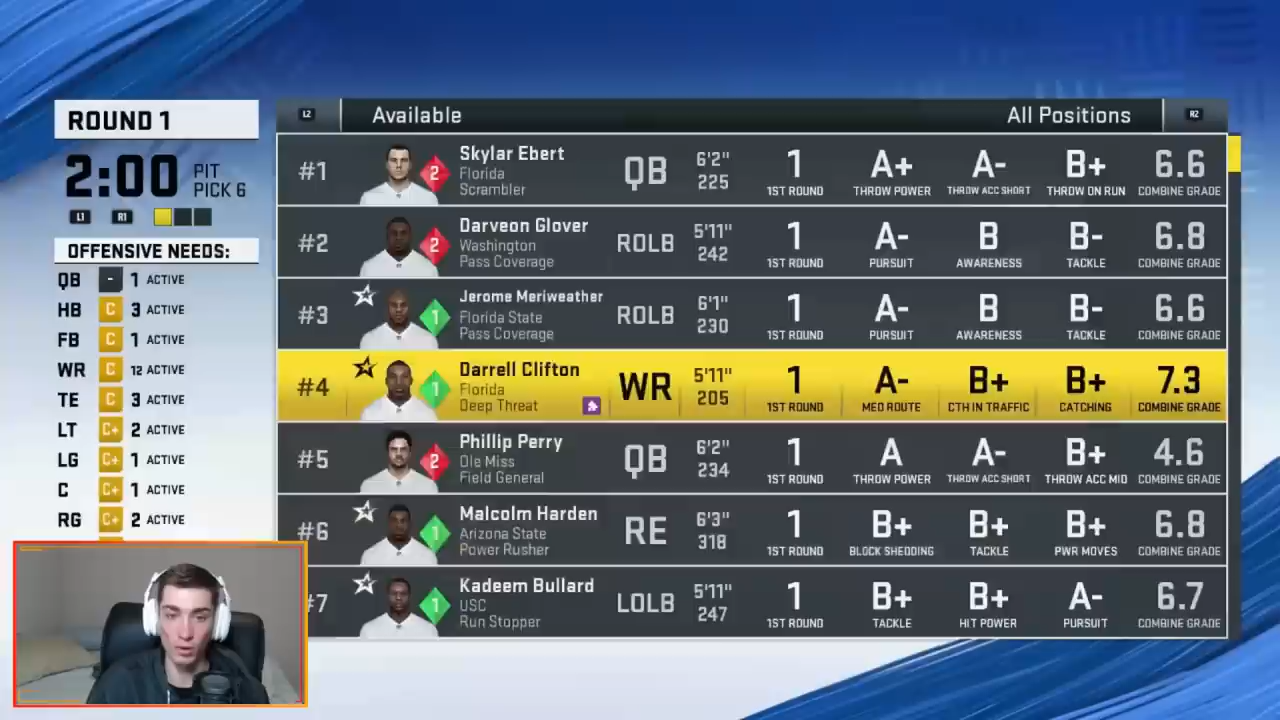 ROUND 1
2:00 PIT PICK 6
L1 R1
OFFENSIVE NEEDS:
QB - 1 ACTIVE
HB C 3 ACTIVE
FB C 1 ACTIVE
WR C 12 ACTIVE
TE C 3 ACTIVE
LT C+ 2 ACTIVE
LG C+ 1 ACTIVE
C C+ 1 ACTIVE
RG C+ 2 ACTIVE
L2 Available All Positions R2
#1 2 Skylar Ebert QB 6'2" 1 A+ A- B+ 6.6
Florida 225 1ST ROUND THROW POWER THROW ACC SHORT THROW ON RUN COMBINE GRADE
Scrambler
#2 2 Darveon Glover ROLB 5'11" 1 A- B B- 6.8
Washington 242 1ST ROUND PURSUIT AWARENESS TACKLE COMBINE GRADE
Pass Coverage
#3 1 Jerome Meriweather ROLB 6'1" 1 A- B B- 6.6
Florida State 230 1ST ROUND PURSUIT AWARENESS TACKLE COMBINE GRADE
Pass Coverage
#4 1 Darrell Clifton WR 5'11" 1 A- B+ B+ 7.3
Florida 205 1ST ROUND MED ROUTE CTH IN TRAFFIC CATCHING COMBINE GRADE
Deep Threat
#5 2 Phillip Perry QB 6'2" 1 A A- B+ 4.6
Ole Miss 234 1ST ROUND THROW POWER THROW ACC SHORT THROW ACC MID COMBINE GRADE
Field General
#6 1 Malcolm Harden RE 6'3" 1 B+ B+ B+ 6.8
Arizona State 318 1ST ROUND BLOCK SHEDDING TACKLE PWR MOVES COMBINE GRADE
Power Rusher
7 1 Kadeem Bullard LOLB 5'11" 1 B+ B+ A- 6.7
USC 247 1ST ROUND TACKLE HIT POWER PURSUIT COMBINE GRADE
Run Stopper